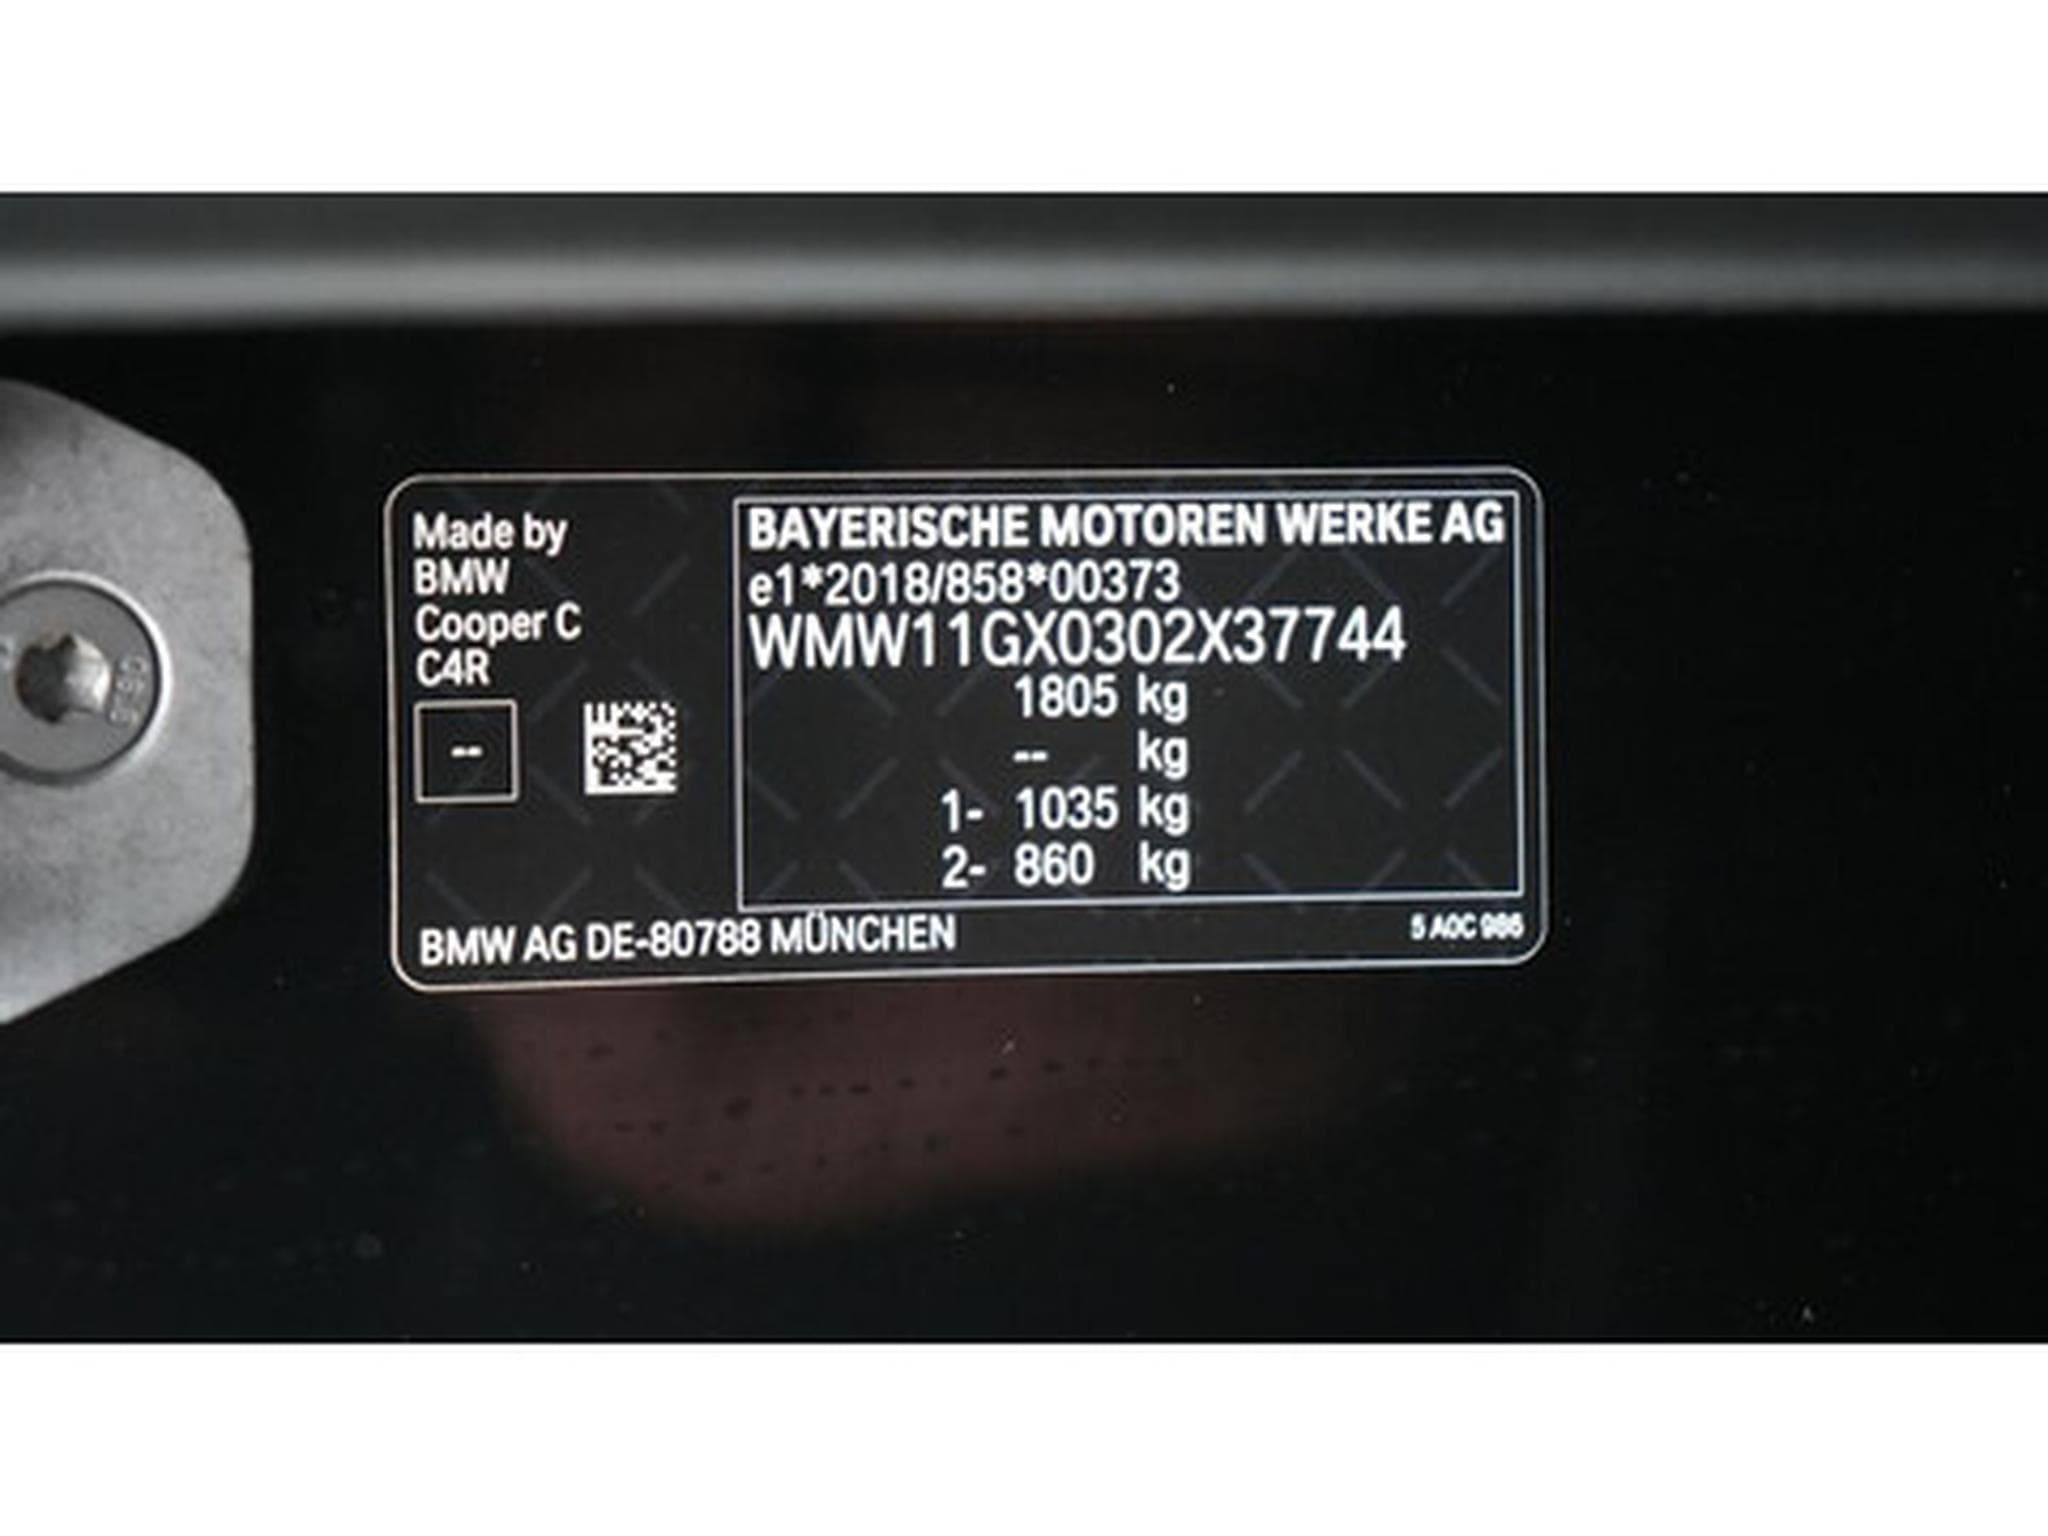 Made by
BMW
Cooper C
C4R
--
BAYERISCHE MOTOREN WERKE AG
e1*2018/858*00373
WMW11GX0302X37744
1805 kg
-- kg
1- 1035 kg
2- 860 kg
BMW AG DE-80788 MÜNCHEN
5 A0C 986